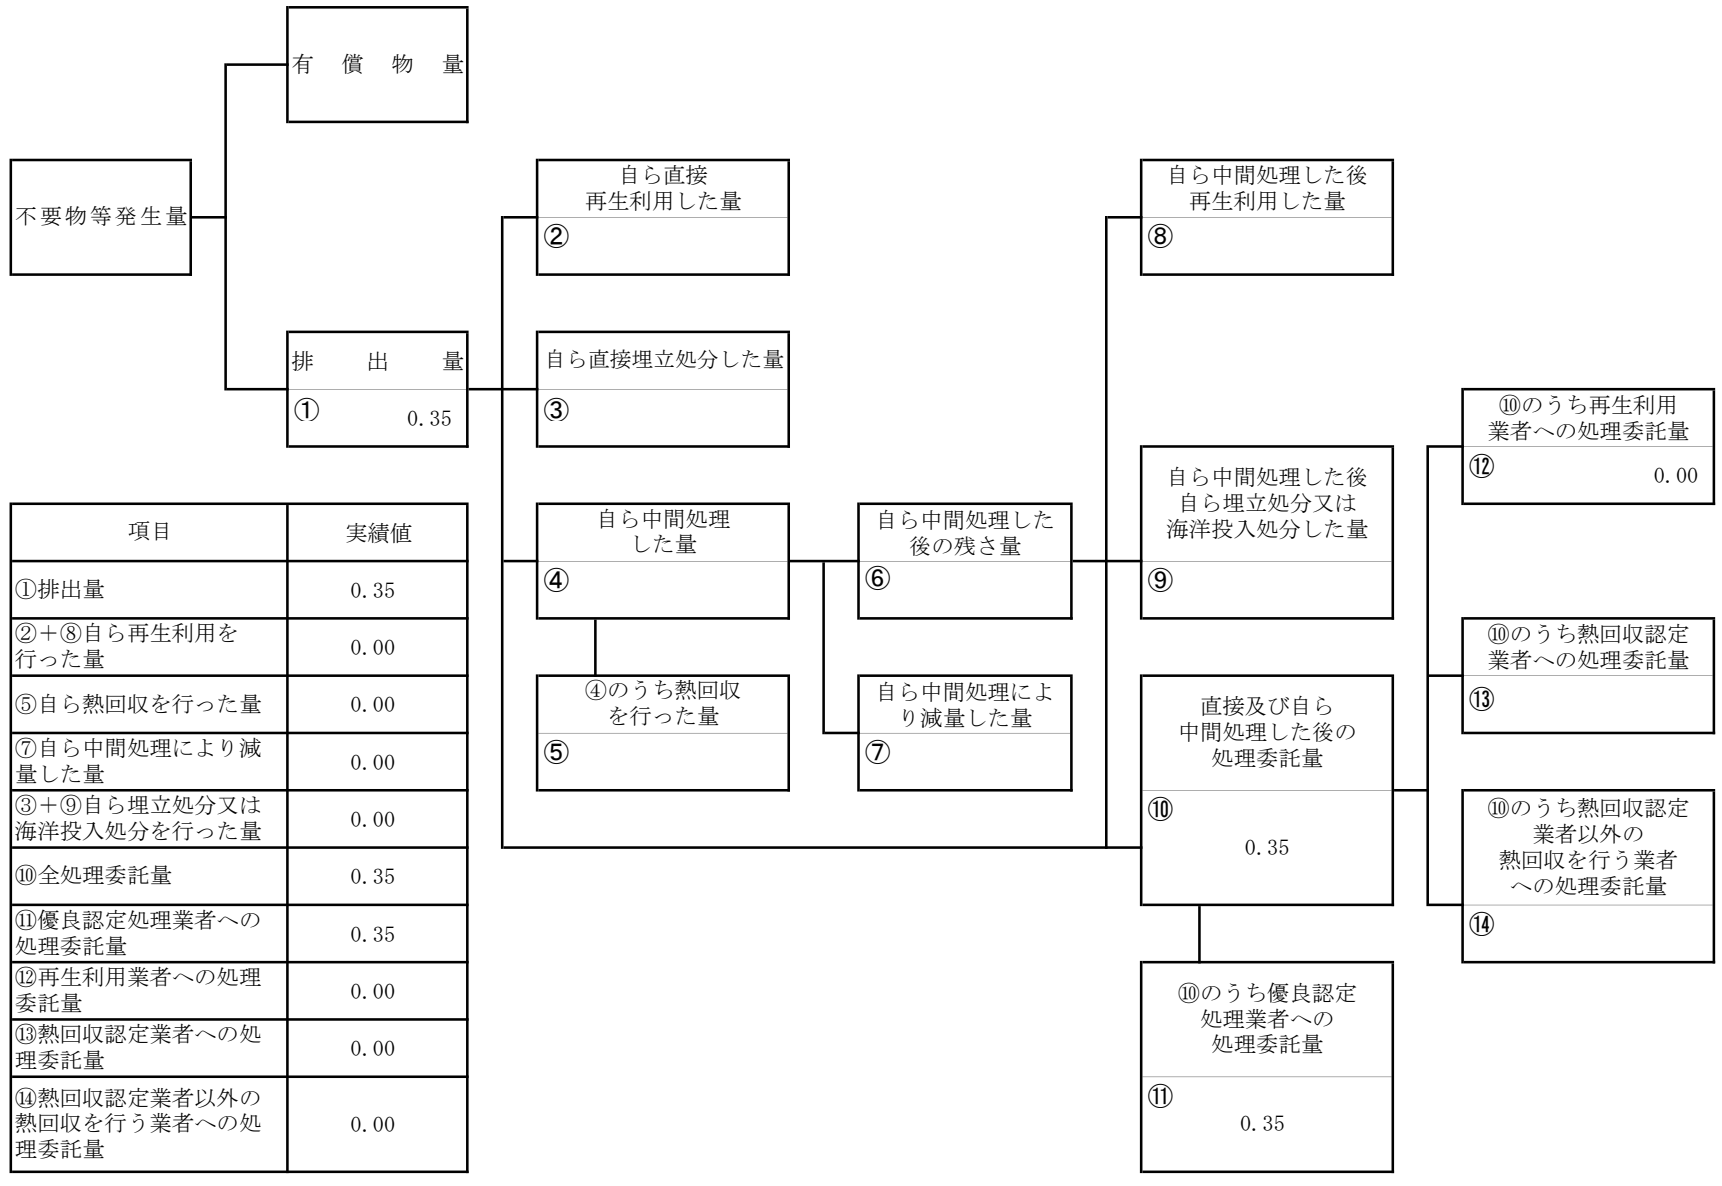 有償物量
不要物等発生量
排出量
①
0.35
自ら直接
再生利用した量
②
自ら直接埋立処分した量
③
自ら中間処理
した量
④
④のうち熱回収
を行った量
⑤
自ら中間処理した
後の残さ量
⑥
自ら中間処理によ
り減量した量
⑦
自ら中間処理した後
再生利用した量
⑧
自ら中間処理した後
自ら埋立処分又は
海洋投入処分した量
⑨
直接及び自ら
中間処理した後の
処理委託量
⑩
0.35
⑩のうち優良認定
処理業者への
処理委託量
⑪
0.35
⑩のうち再生利用
業者への処理委託量
⑫
0.00
⑩のうち熱回収認定
業者への処理委託量
⑬
⑩のうち熱回収認定
業者以外の
熱回収を行う業者
への処理委託量
⑭
項目 実績値
①排出量 0.35
②+⑧自ら再生利用を
行った量 0.00
⑤自ら熱回収を行った量 0.00
⑦自ら中間処理により減
量した量 0.00
③+⑨自ら埋立処分又は
海洋投入処分を行った量 0.00
⑩全処理委託量 0.35
⑪優良認定処理業者への
処理委託量 0.35
⑫再生利用業者への処理
委託量 0.00
⑬熱回収認定業者への処
理委託量 0.00
⑭熱回収認定業者以外の
熱回収を行う業者への処 0.00
理委託量